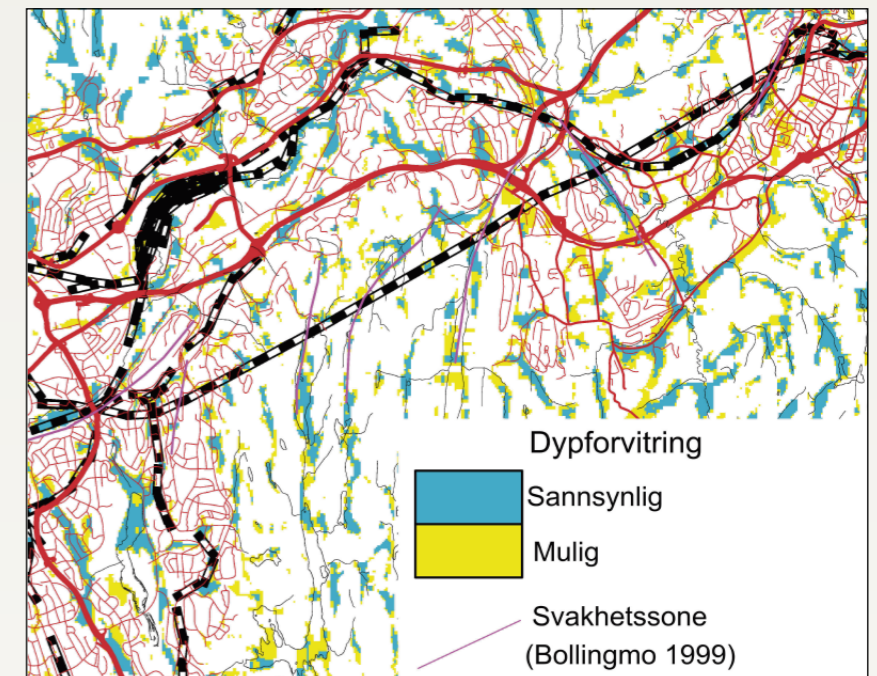 Dypforvitring
Sannsynlig
Mulig
Svakhetssone
(Bollingmo 1999)